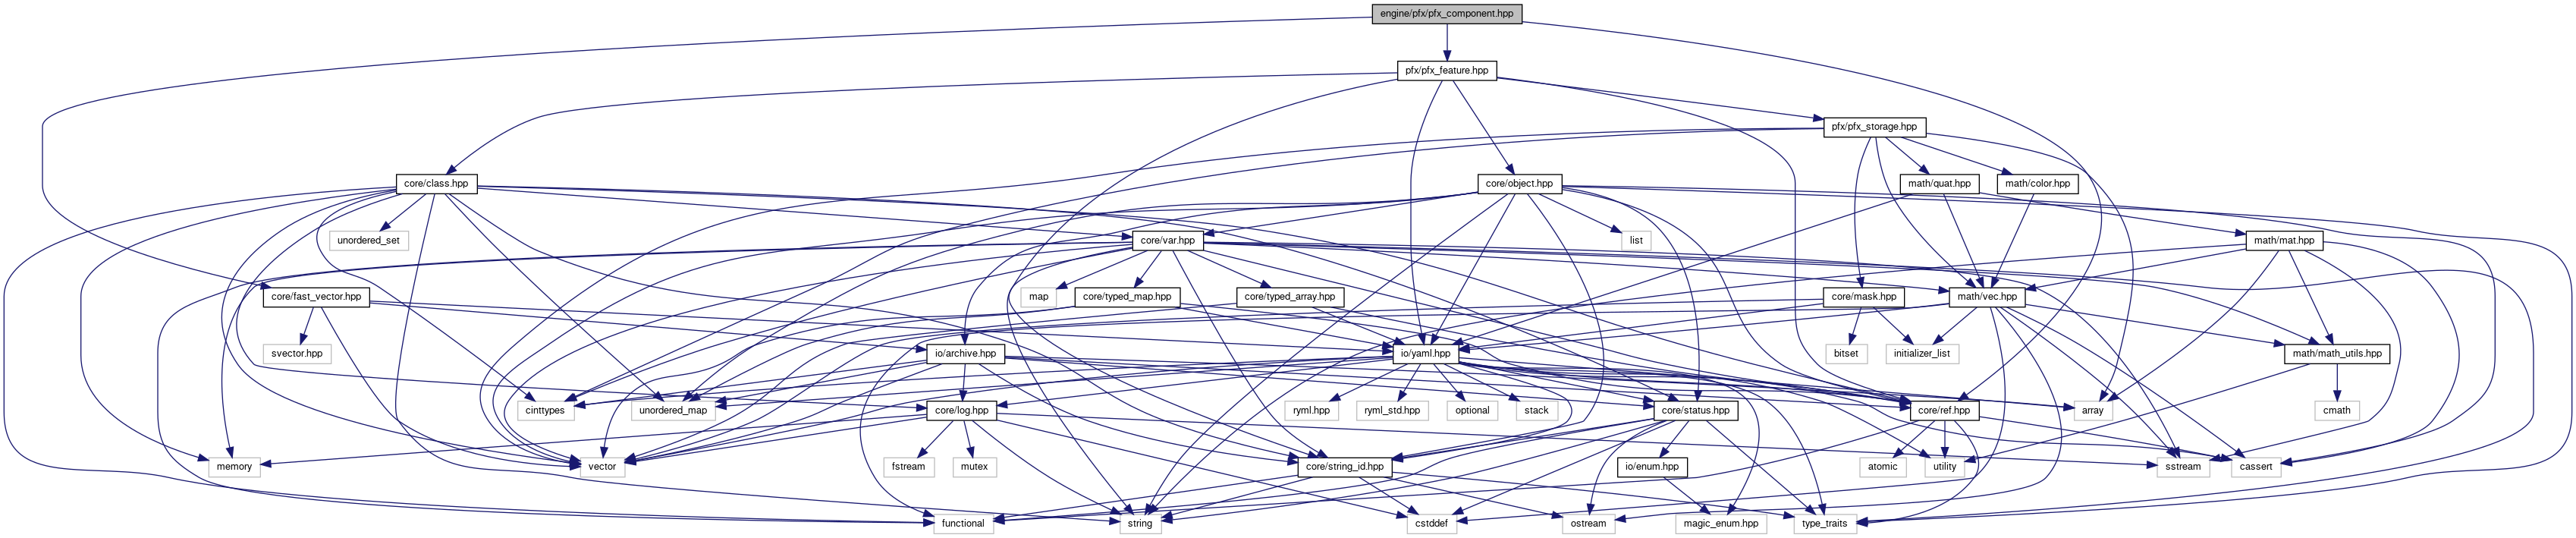 engine/pfx/pfx_component.hpp
pfx/pfx_feature.hpp
pfx/pfx_storage.hpp
core/class.hpp
core/object.hpp
math/quat.hpp
math/color.hpp
unordered_set
core/var.hpp
list
math/mat.hpp
core/fast_vector.hpp
map
core/typed_map.hpp
core/typed_array.hpp
core/mask.hpp
math/vec.hpp
svector.hpp
io/archive.hpp
io/yaml.hpp
bitset
initializer_list
math/math_utils.hpp
cinttypes
unordered_map
core/log.hpp
ryml.hpp
ryml_std.hpp
optional
stack
core/status.hpp
core/ref.hpp
array
cmath
memory
vector
fstream
mutex
core/string_id.hpp
io/enum.hpp
atomic
utility
sstream
cassert
functional
string
cstddef
ostream
magic_enum.hpp
type_traits